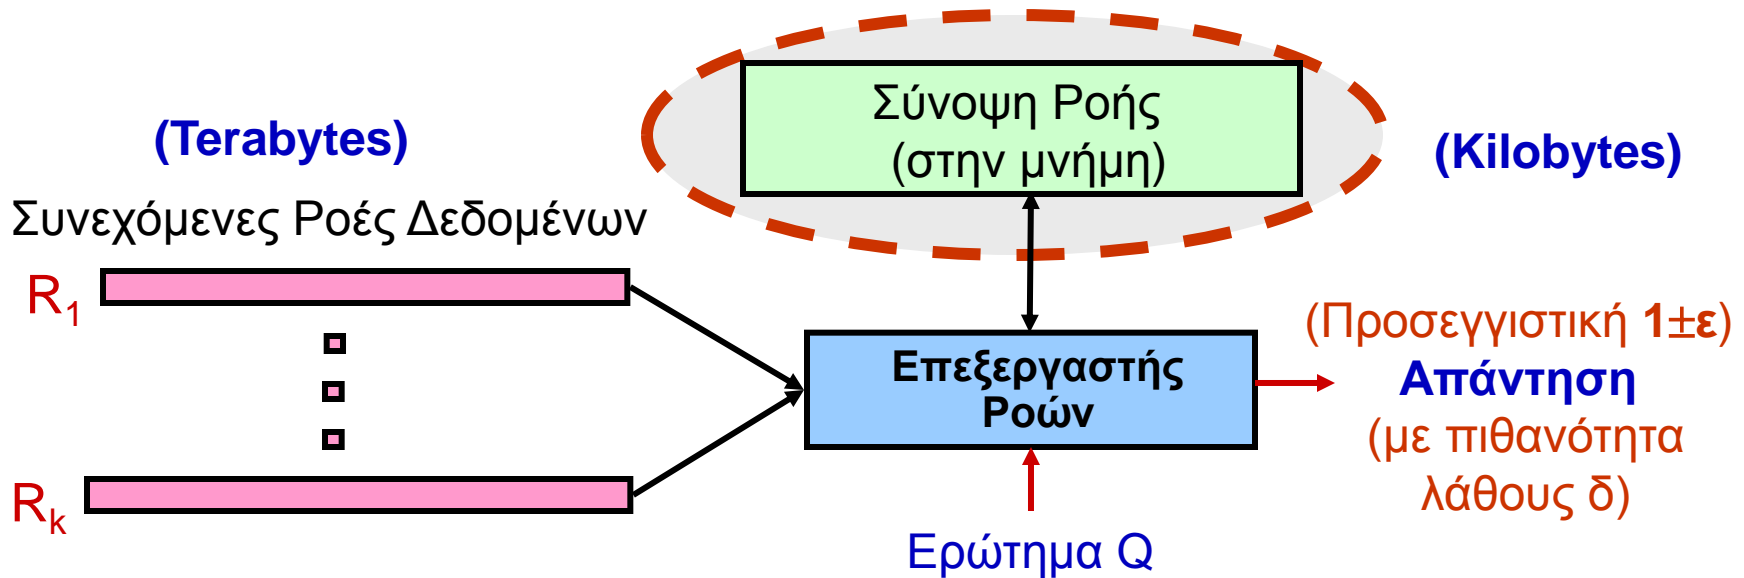 Σύνοψη Ροής
(στην μνήμη)
(Terabytes)
(Kilobytes)
Συνεχόμενες Ροές Δεδομένων
R1
Rk
Επεξεργαστής
Ροών
(Προσεγγιστική 1±ε)
Απάντηση
(με πιθανότητα
λάθους δ)
Ερώτημα Q